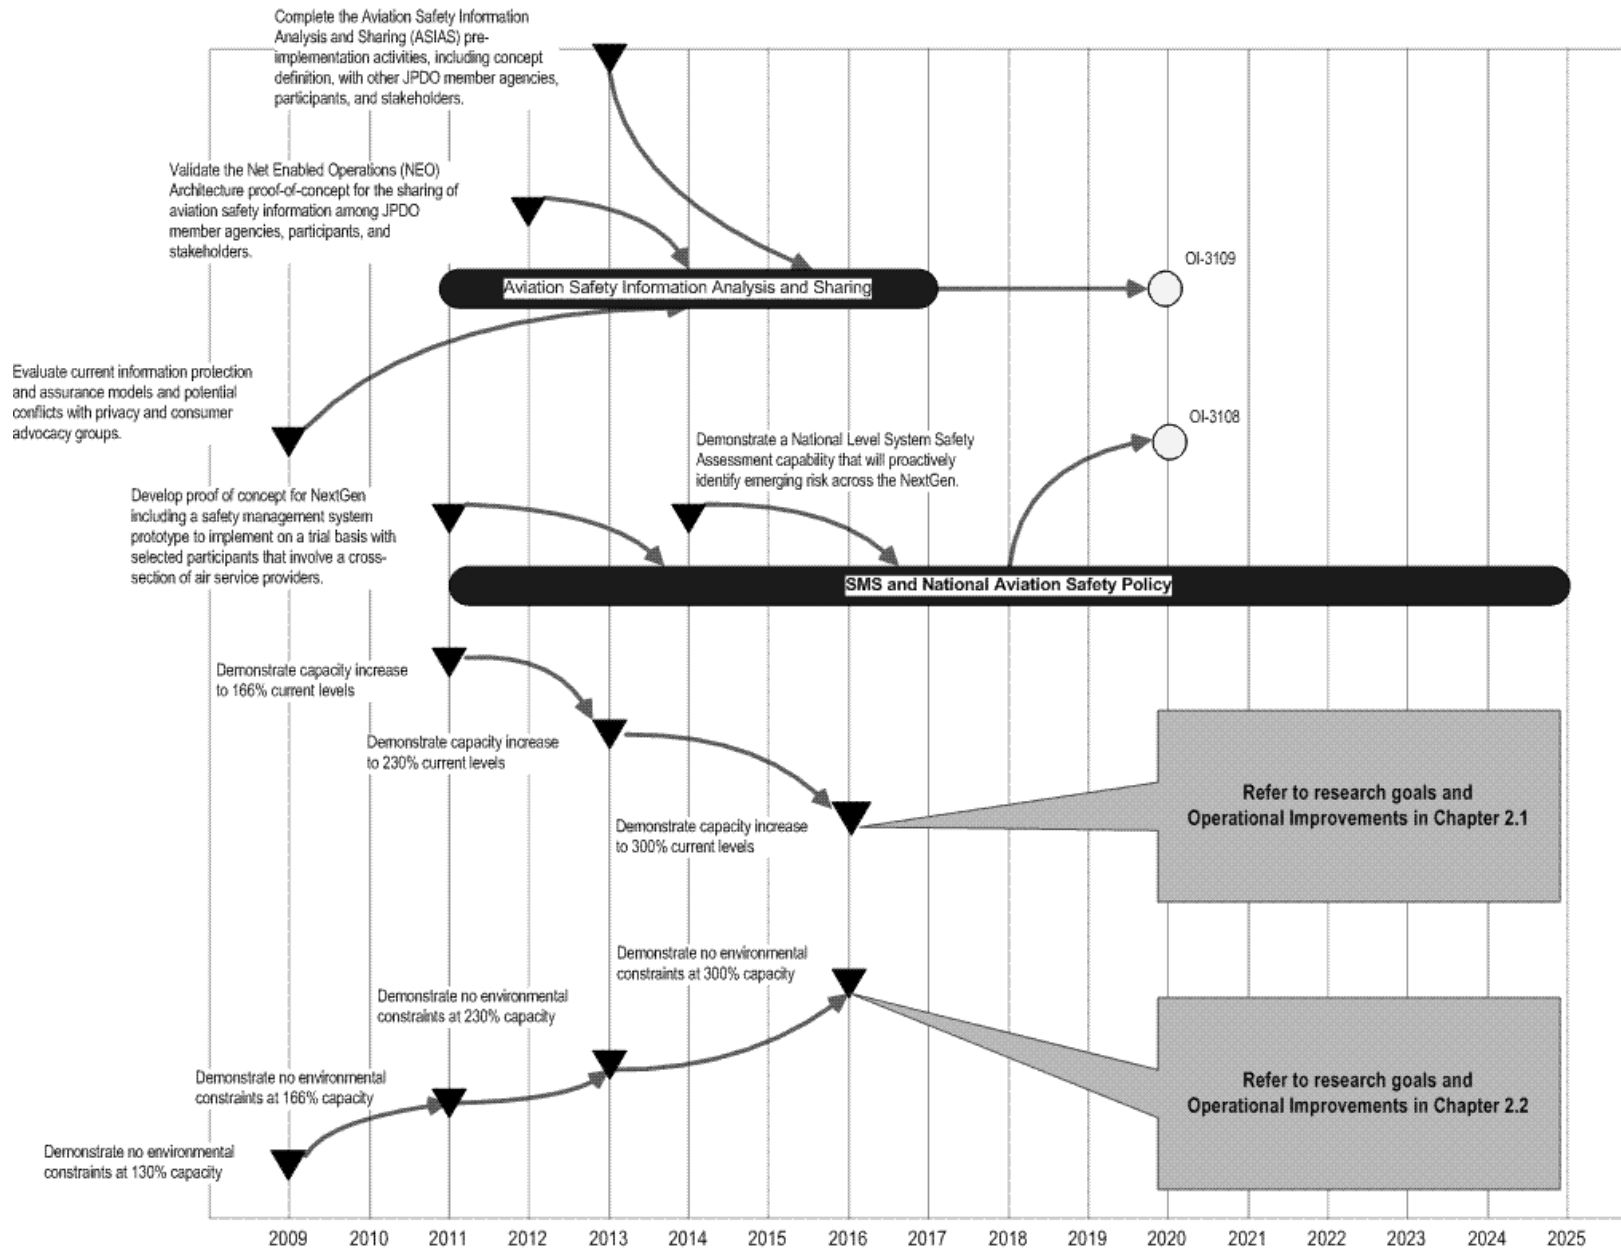 Complete the Aviation Safety Information
Analysis and Sharing (ASIAS) pre-
implementation activities, including concept
definition, with other JPDO member agencies,
participants, and stakeholders.
Validate the Net Enabled Operations (NEO)
Architecture proof-of-concept for the sharing of
aviation safety information among JPDO
member agencies, participants, and
stakeholders.
OI-3109
Aviation Safety Information Analysis and Sharing
Evaluate current information protection
and assurance models and potential
conflicts with privacy and consumer
advocacy groups.
OI-3108
Demonstrate a National Level System Safety
Assessment capability that will proactively
identify emerging risk across the NextGen.
Develop proof of concept for NextGen
including a safety management system
prototype to implement on a trial basis with
selected participants that involve a cross-
section of air service providers.
SMS and National Aviation Safety Policy
Demonstrate capacity increase
to 166% current levels
Demonstrate capacity increase
to 230% current levels
Demonstrate capacity increase
to 300% current levels
Refer to research goals and
Operational Improvements in Chapter 2.1
Demonstrate no environmental
constraints at 300% capacity
Demonstrate no environmental
constraints at 230% capacity
Demonstrate no environmental
constraints at 166% capacity
Demonstrate no environmental
constraints at 130% capacity
Refer to research goals and
Operational Improvements in Chapter 2.2
2009 2010 2011 2012 2013 2014 2015 2016 2017 2018 2019 2020 2021 2022 2023 2024 2025